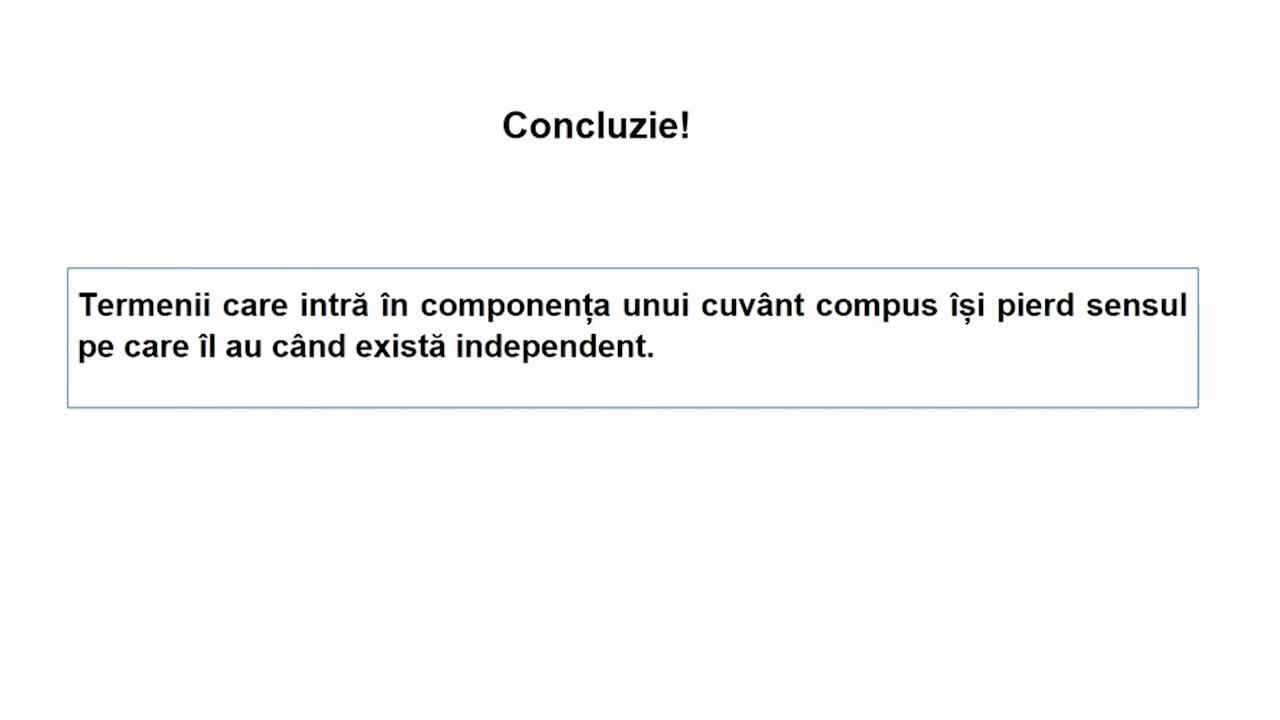 Concluzie!
Termenii care intră în componența unui cuvânt compus își pierd sensul
pe care îl au când există independent.